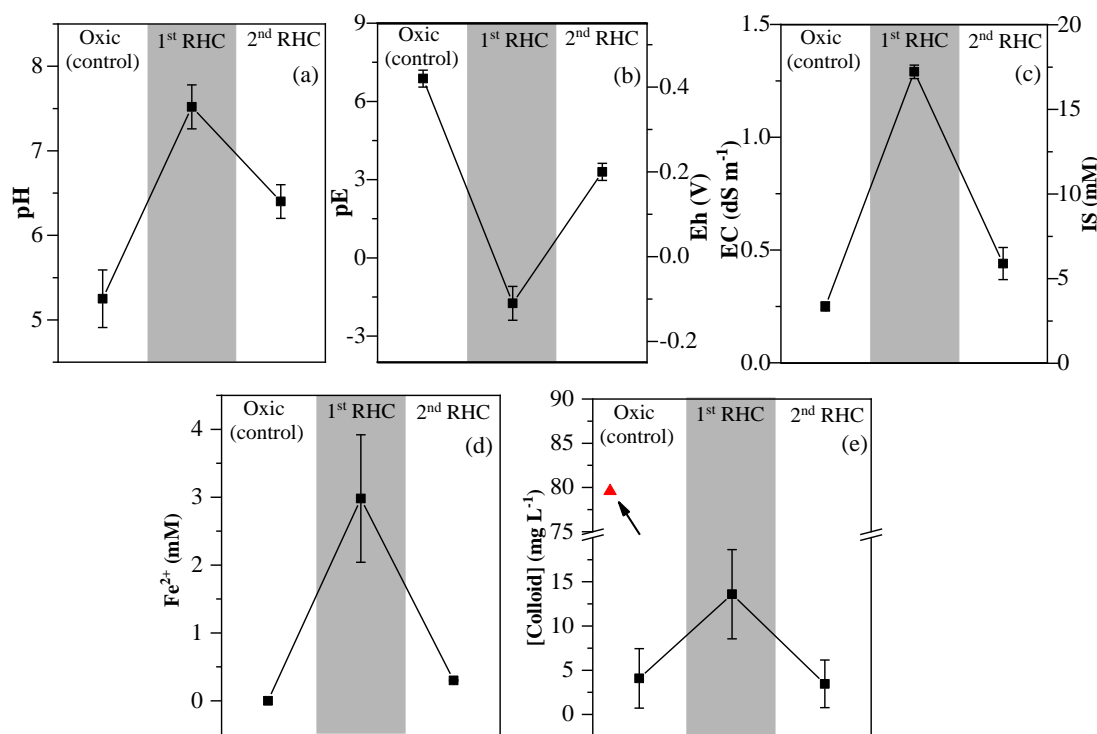 Oxic
(control)
1st RHC
2nd RHC
(a)
8
7
6
5
pH
Oxic
(control)
1st RHC
2nd RHC
(b)
9
6
3
0
-3
pE
0.4
0.2
0.0
-0.2
Eh (V)
Oxic
(control)
1st RHC
2nd RHC
(c)
1.5
1.0
0.5
0.0
EC (dS m-1)
20
15
10
5
0
IS (mM)
Oxic
(control)
1st RHC
2nd RHC
(d)
4
3
2
1
0
Fe2+ (mM)
Oxic
(control)
1st RHC
2nd RHC
(e)
90
85
80
75
15
10
5
0
[Colloid] (mg L-1)